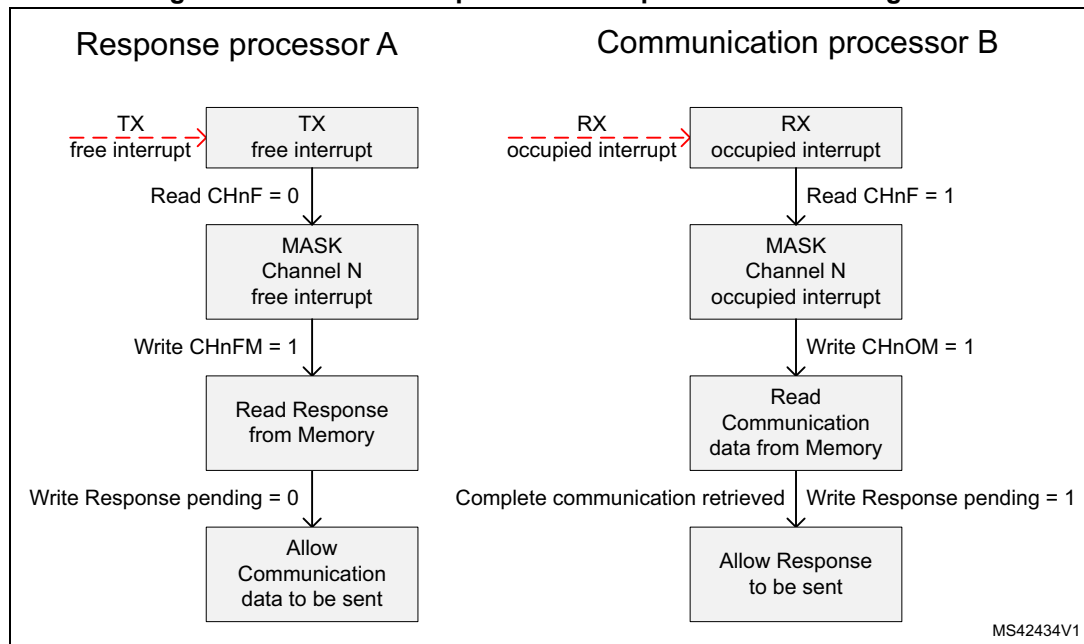 Response processor A
TX
free interrupt
TX
free interrupt
Read CHnF = 0
MASK
Channel N
free interrupt
Write CHnFM = 1
Read Response
from Memory
Write Response pending = 0
Allow
Communication
data to be sent
Communication processor B
RX
occupied interrupt
RX
occupied interrupt
Read CHnF = 1
MASK
Channel N
occupied interrupt
Write CHnOM = 1
Read
Communication
data from Memory
Complete communication retrieved
Write Response pending = 1
Allow Response
to be sent
MS42434V1